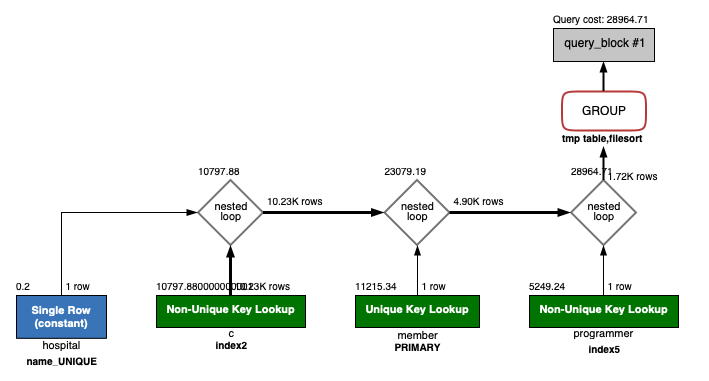 Query cost: 28964.71
query_block #1
GROUP
tmp table,filesort
10797.88
23079.19
28964.71
1.72K rows
nested
loop
10.23K rows
nested
loop
4.90K rows
nested
loop
0.2
1 row
10.23K rows
11215.34
1 row
5249.24
1 row
Single Row
(constant)
Non-Unique Key Lookup
Unique Key Lookup
Non-Unique Key Lookup
hospital
name_UNIQUE
c
index2
member
PRIMARY
programmer
index5